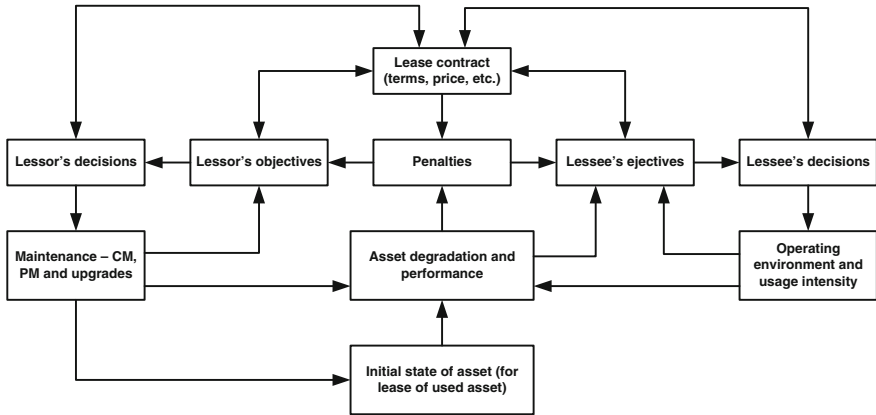 Lease contract
(terms, price, etc.)
Lessor's decisions
Lessor's objectives
Penalties
Lessee's ejectives
Lessee's decisions
Maintenance – CM,
PM and upgrades
Asset degradation and
performance
Operating
environment and
usage intensity
Initial state of asset (for
lease of used asset)